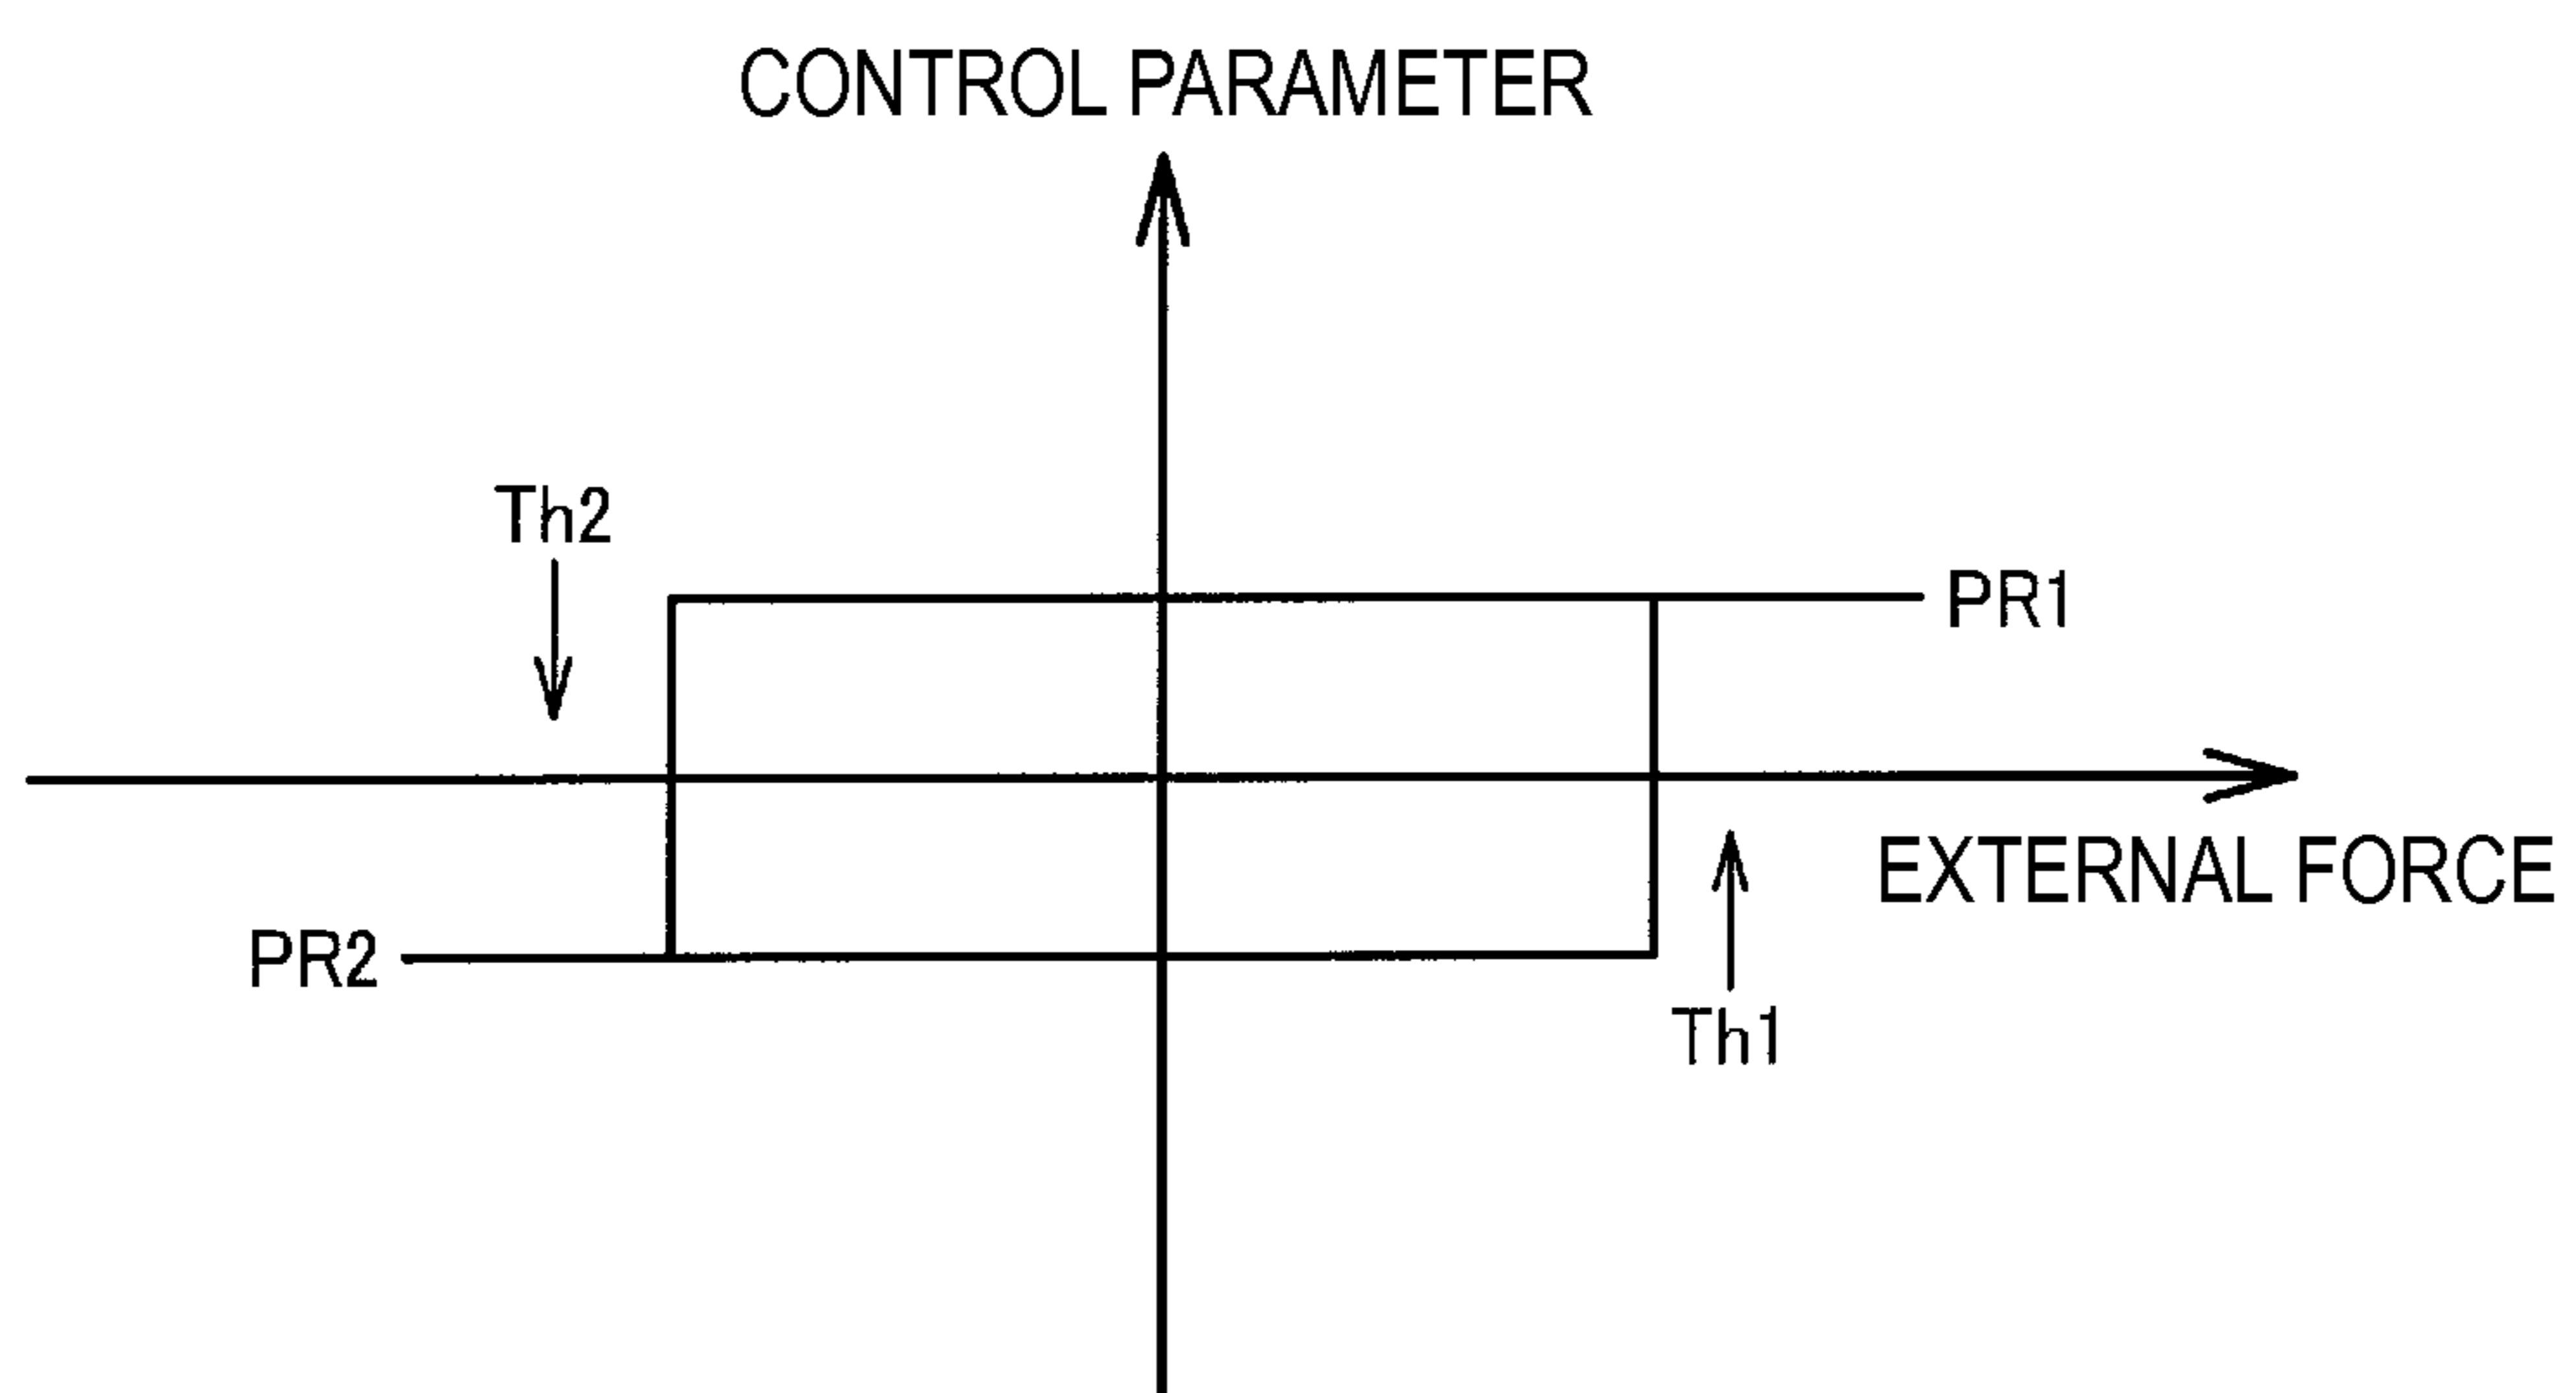 CONTROL PARAMETER
Th2
PR1
EXTERNAL FORCE
PR2
Th1